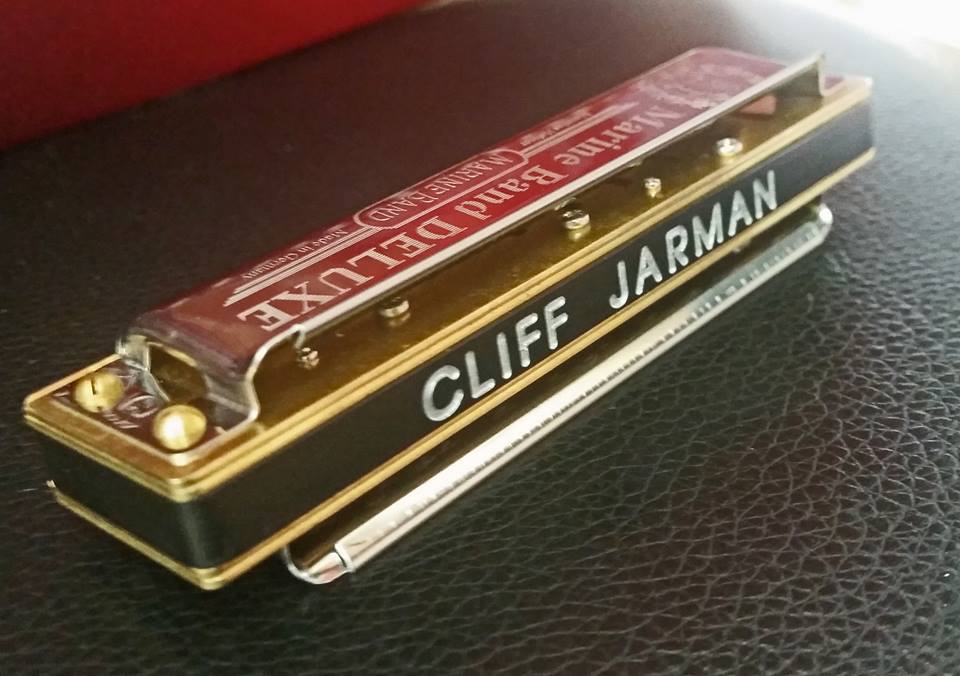 Marine Band DELUXE
MARINE BAND
Made in Germany
CLIFF JARMAN